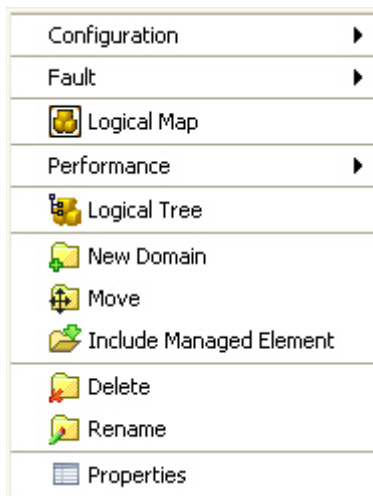 Configuration
Fault
Logical Map
Performance
Logical Tree
New Domain
Move
Include Managed Element
Delete
Rename
Properties